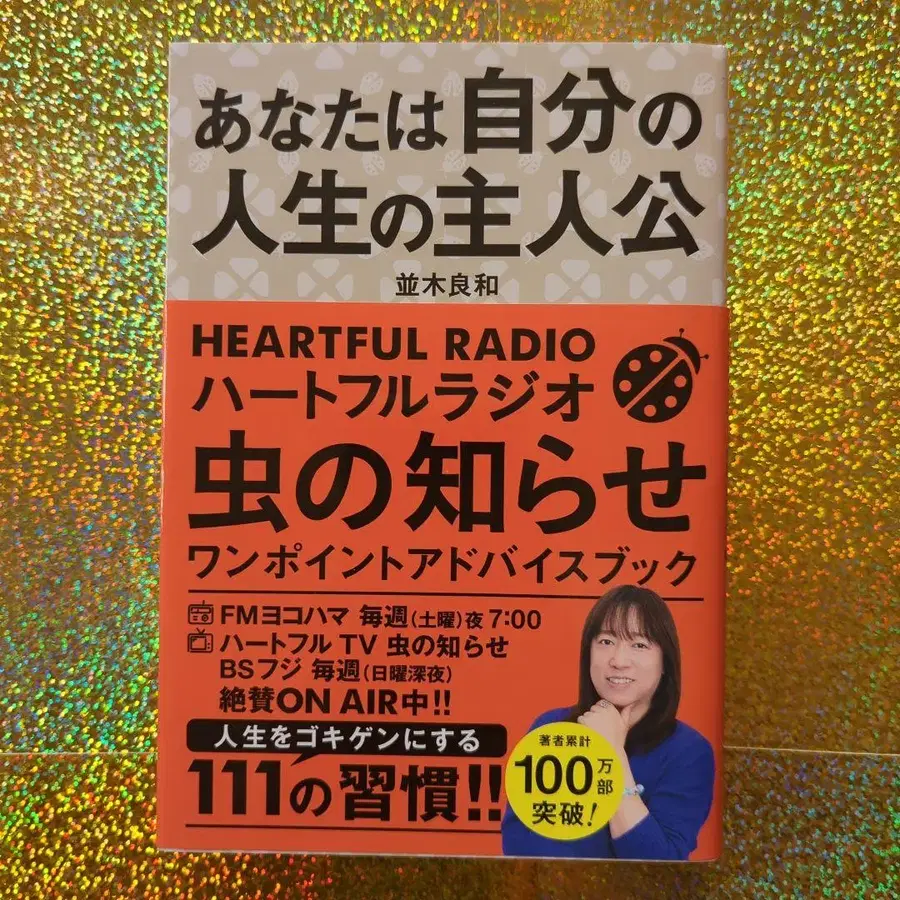 あなたは自分の
人生の主人公
並木良和
HEARTFUL RADIO
ハートフルラジオ
虫の知らせ
ワンポイントアドバイスブック
FMヨコハマ 毎週(土曜)夜7:00
ハートフルTV 虫の知らせ
BSフジ 毎週(日曜深夜)
絶賛ON AIR中!!
人生をゴキゲンにする
111の習慣!!
著者累計
100万部
突破!